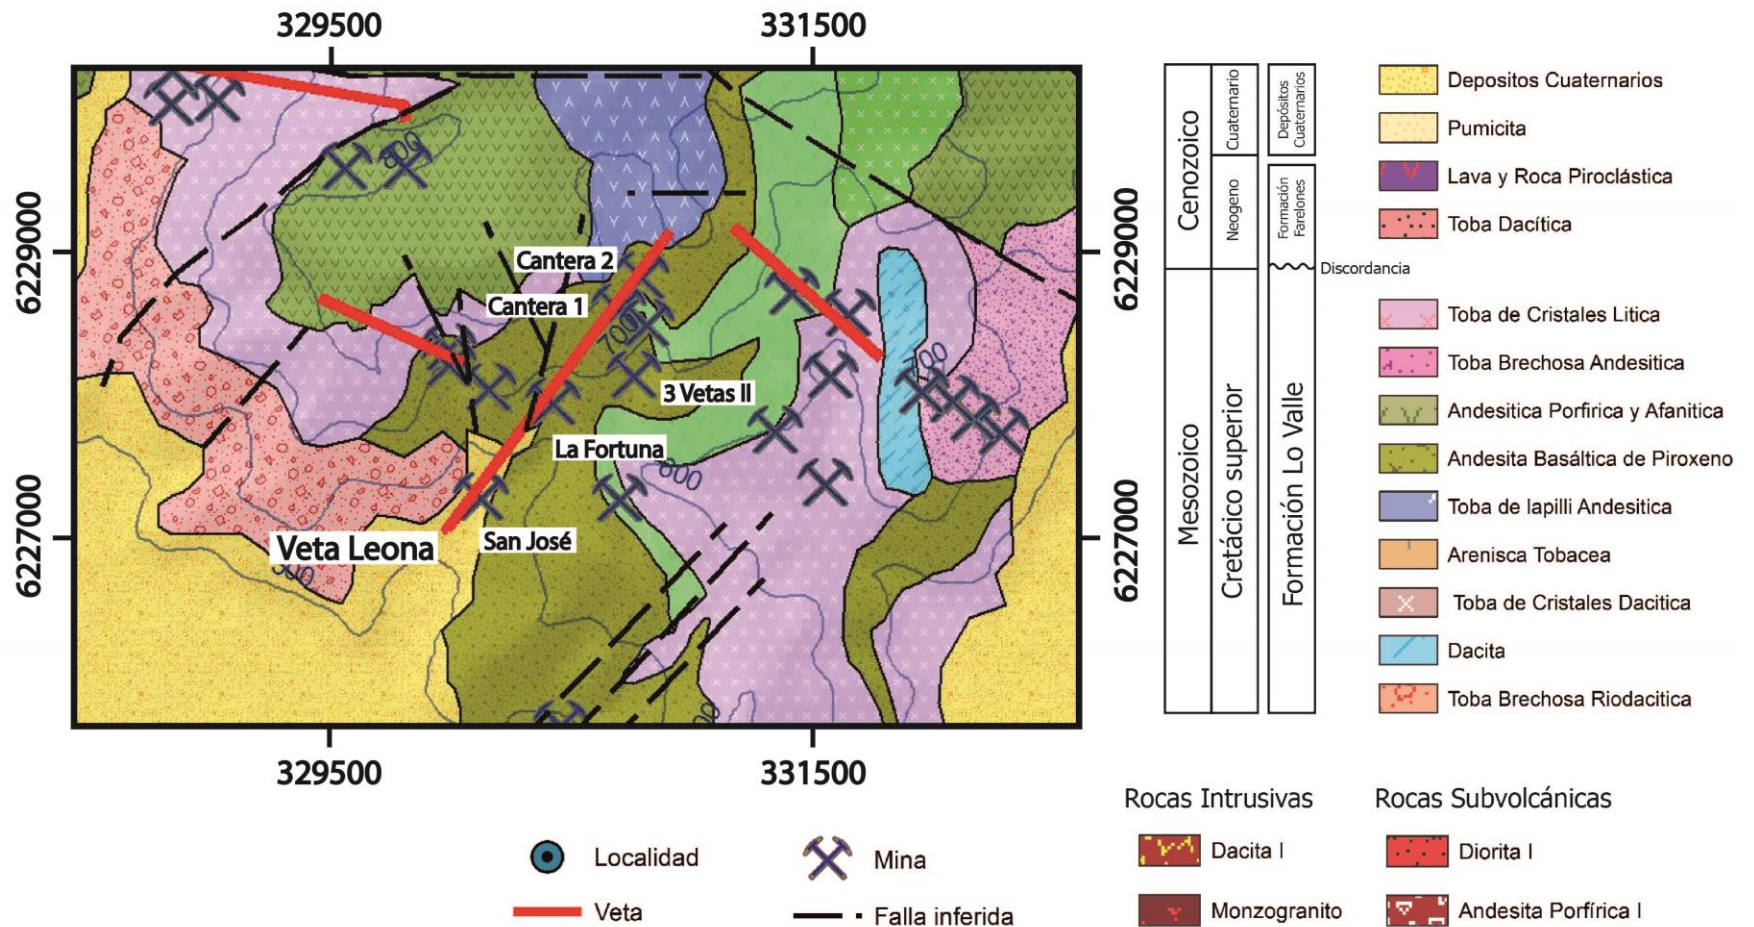 329500
331500
6229000
6229000
6227000
6227000
800
Cantera 2
Cantera 1
700
700
3 Vetas II
La Fortuna
800
San José
Veta Leona
329500
331500
Cenozoico
Cuaternario
Depósitos
Cuaternarios
Neogeno
Formación
Farelones
Discordancia
Mesozoico
Cretácico superior
Formación Lo Valle
Depositos Cuaternarios
Pumicita
Lava y Roca Piroclástica
Toba Dacítica
Toba de Cristales Litica
Toba Brechosa Andesitica
Andesitica Porfirica y Afanitica
Andesita Basáltica de Piroxeno
Toba de lapilli Andesitica
Arenisca Tobacea
Toba de Cristales Dacitica
Dacita
Toba Brechosa Riodacitica
Rocas Intrusivas
Rocas Subvolcánicas
Dacita I
Diorita I
Monzogranito
Andesita Porfírica I
Localidad
Mina
Veta
Falla inferida